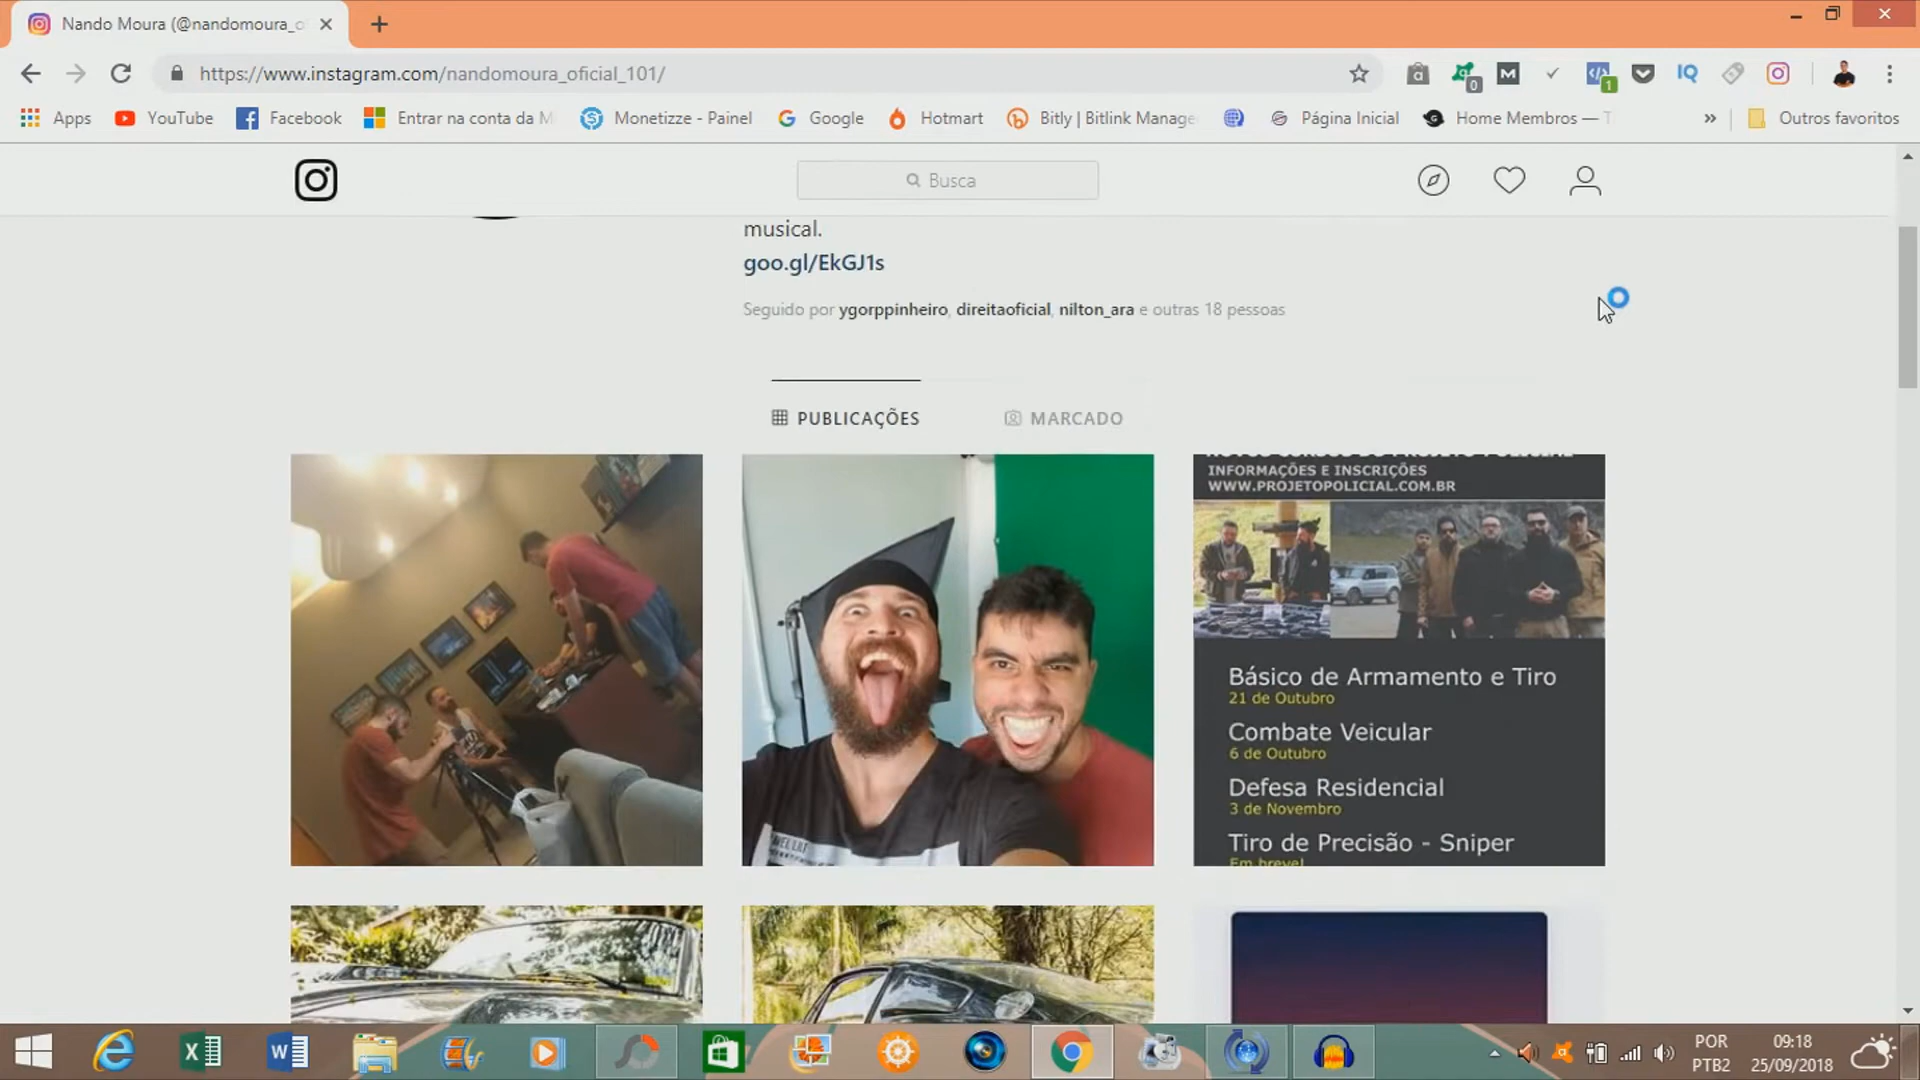 Nando Moura (@nandomoura_o
https://www.instagram.com/nandomoura_oficial_101/
0
1
Apps
YouTube
Facebook
Entrar na conta da M
Monetizze - Painel
Google
Hotmart
Bitly | Bitlink Manage
Página Inicial
Home Membros — T
»
Outros favoritos
Busca
musical.
goo.gl/EkGJ1s
Seguido por ygorppinheiro, direitaoficial, nilton_ara e outras 18 pessoas
PUBLICAÇÕES
MARCADO
INFORMAÇÕES E INSCRIÇÕES
WWW.PROJETOPOLICIAL.COM.BR
Básico de Armamento e Tiro
21 de Outubro
Combate Veicular
6 de Outubro
Defesa Residencial
3 de Novembro
Tiro de Precisão - Sniper
Em breve!
POR
PTB2
09:18
25/09/2018